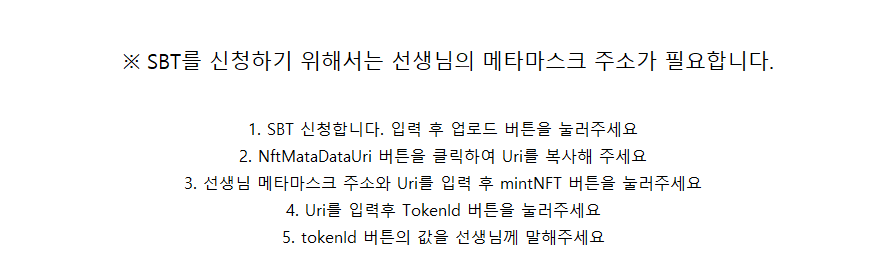 ※ SBT를 신청하기 위해서는 선생님의 메타마스크 주소가 필요합니다.
1. SBT 신청합니다. 입력 후 업로드 버튼을 눌러주세요
2. NftMataDataUri 버튼을 클릭하여 Uri를 복사해 주세요
3. 선생님 메타마스크 주소와 Uri를 입력 후 mintNFT 버튼을 눌러주세요
4. Uri를 입력후 TokenId 버튼을 눌러주세요
5. tokenId 버튼의 값을 선생님께 말해주세요